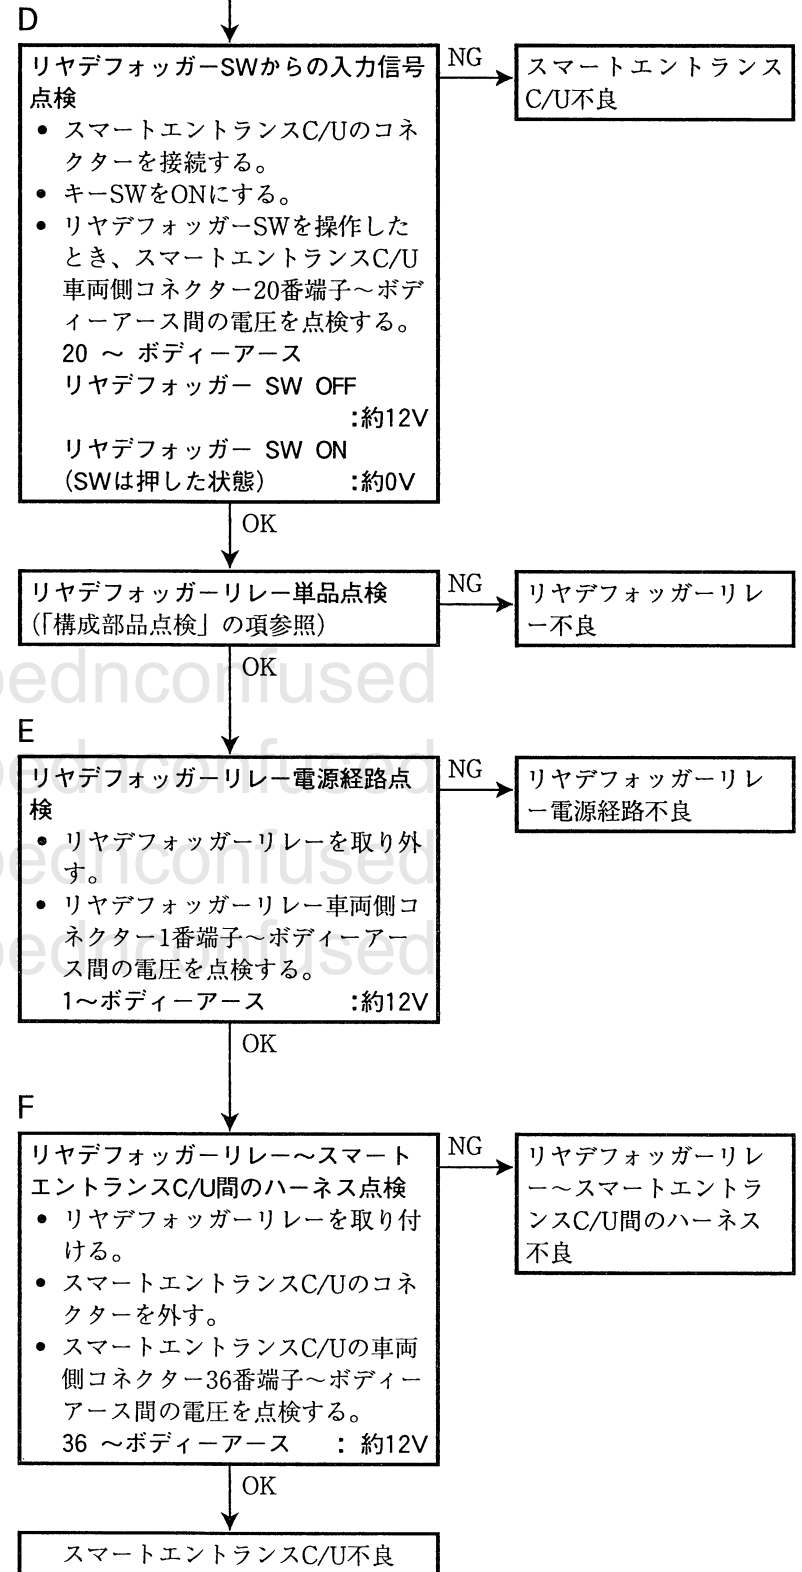 D
リヤデフォッガーSWからの入力信号
点検
• スマートエントランスC/Uのコネ
クターを接続する。
• キーSWをONにする。
• リヤデフォッガーSWを操作した
とき、スマートエントランスC/U
車両側コネクター20番端子～ボデ
ィーアース間の電圧を点検する。
20 ～ ボディーアース
リヤデフォッガー SW OFF
:約12V
リヤデフォッガー SW ON
(SWは押した状態) :約0V
NG
スマートエントランス
C/U不良
OK
リヤデフォッガーリレー単品点検
(「構成部品点検」の項参照)
NG
リヤデフォッガーリレ
ー不良
OK
E
リヤデフォッガーリレー電源経路点
検
• リヤデフォッガーリレーを取り外
す。
• リヤデフォッガーリレー車両側コ
ネクター1番端子～ボディーアー
ス間の電圧を点検する。
1～ボディーアース :約12V
NG
リヤデフォッガーリレ
ー電源経路不良
OK
F
リヤデフォッガーリレー～スマート
エントランスC/U間のハーネス点検
• リヤデフォッガーリレーを取り付
ける。
• スマートエントランスC/Uのコネ
クターを外す。
• スマートエントランスC/Uの車両
側コネクター36番端子～ボディー
アース間の電圧を点検する。
36 ～ボディーアース : 約12V
NG
リヤデフォッガーリレ
ー～スマートエントラ
ンスC/U間のハーネス
不良
OK
スマートエントランスC/U不良
pednconfused
pednconfused
pednconfused
pednconfused